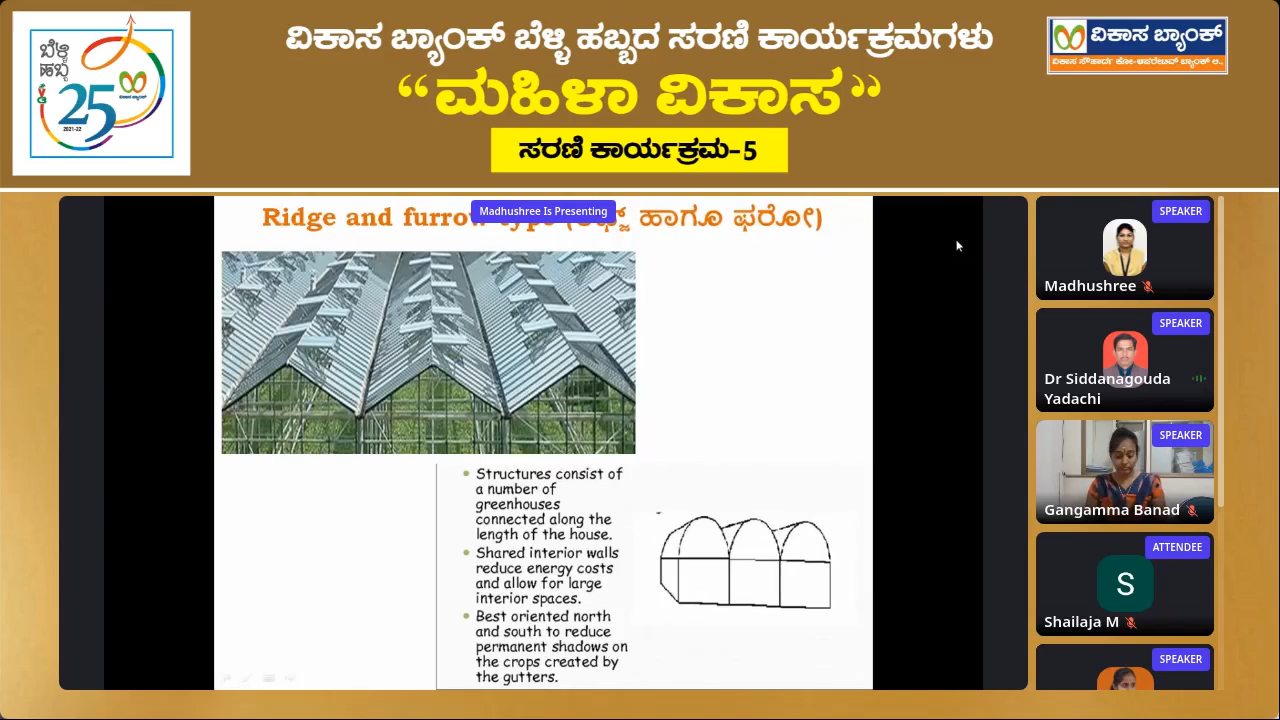 ಬೆಳ್ಳಿ
ಹಬ್ಬ
25
2021-22
ವಿಕಾಸ ಬ್ಯಾಂಕ್ ಬೆಳ್ಳಿ ಹಬ್ಬದ ಸರಣಿ ಕಾರ್ಯಕ್ರಮಗಳು
“ಮಹಿಳಾ ವಿಕಾಸ”
ಸರಣಿ ಕಾರ್ಯಕ್ರಮ-5
ವಿಕಾಸ ಬ್ಯಾಂಕ್
ವಿಕಾಸ ಸೌಹಾರ್ದ ಕೋ-ಆಪರೇಟಿವ್ ಬ್ಯಾಂಕ್ ಲಿ.,
Madhushree Is Presenting
Ridge and furrow type ( ಹಾಗೂ ಫರೋ)
Structures consist of
a number of
greenhouses
connected along the
length of the house.
Shared interior walls
reduce energy costs
and allow for large
interior spaces.
Best oriented north
and south to reduce
permanent shadows on
the crops created by
the gutters.
SPEAKER
Madhushree
SPEAKER
Dr Siddanagouda
Yadachi
SPEAKER
Gangamma Banad
ATTENDEE
S
Shailaja M
SPEAKER